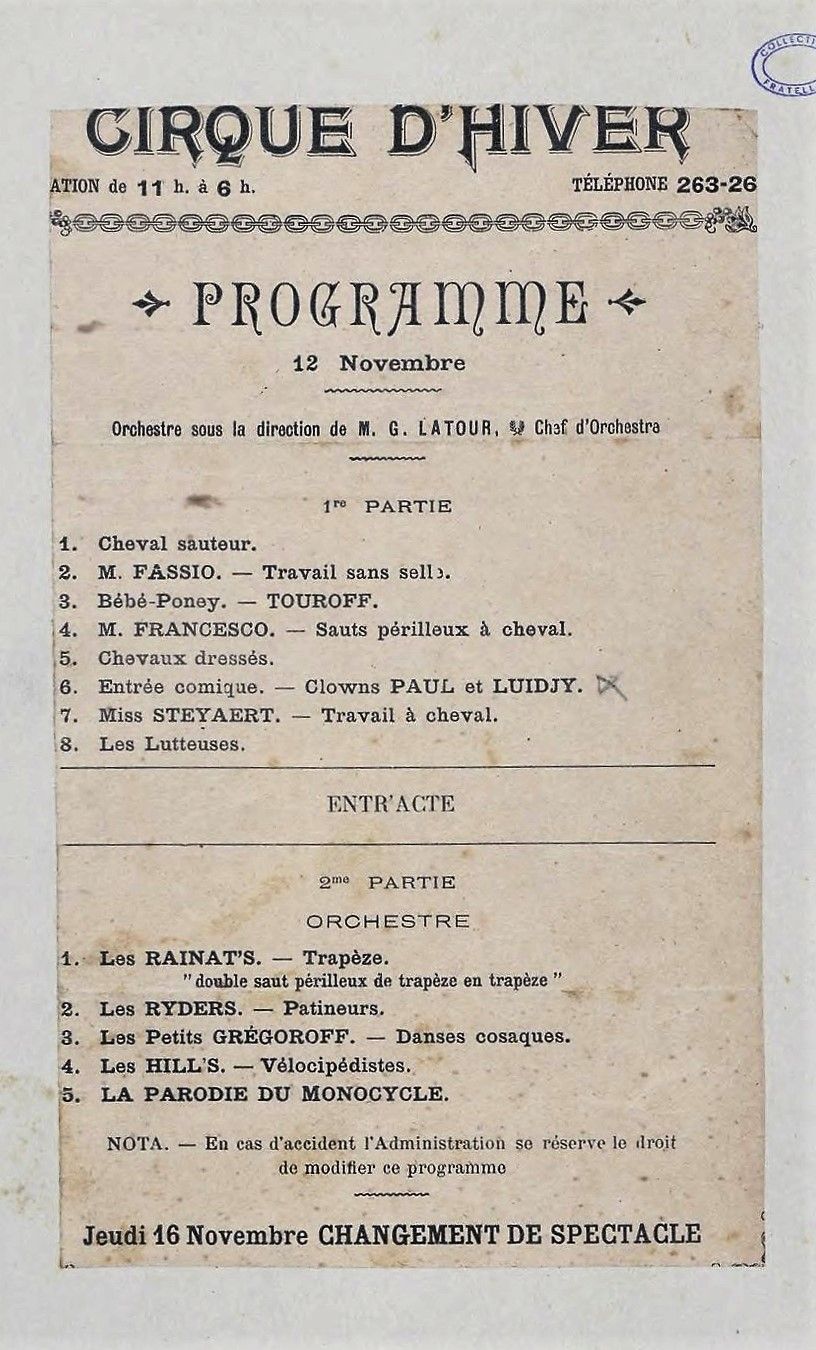 COLLECTI
FRATELL
CIRQUE D'HIVER
ATION de 11 h. à 6 h. TÉLÉPHONE 263-26
PROGRAMME
12 Novembre
Orchestre sous la direction de M. G. LATOUR, Chef d'Orchestre
1re PARTIE
1. Cheval sauteur.
2. M. FASSIO. — Travail sans selle.
3. Bébé-Poney. — TOUROFF.
4. M. FRANCESCO. — Sauts périlleux à cheval.
5. Chevaux dressés.
6. Entrée comique. — Clowns PAUL et LUIDJY.
7. Miss STEYAERT. — Travail à cheval.
8. Les Lutteuses.
ENTR'ACTE
2me PARTIE
ORCHESTRE
1. Les RAINAT'S. — Trapèze.
"double saut périlleux de trapèze en trapèze"
2. Les RYDERS. — Patineurs.
3. Les Petits GRÉGOROFF. — Danses cosaques.
4. Les HILL'S. — Vélocipédistes.
5. LA PARODIE DU MONOCYCLE.
NOTA. — En cas d'accident l'Administration se réserve le droit
de modifier ce programme
Jeudi 16 Novembre CHANGEMENT DE SPECTACLE